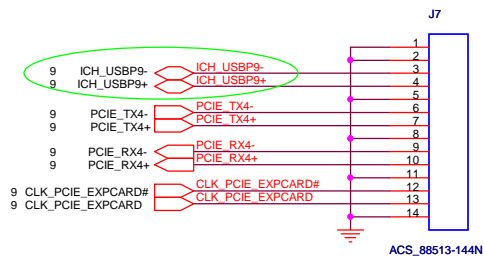 J7
9 ICH_USBP9- ICH_USBP9- 1
9 ICH_USBP9+ ICH_USBP9+ 2
3
4
5
9 PCIE_TX4- PCIE_TX4- 6
9 PCIE_TX4+ PCIE_TX4+ 7
8
9 PCIE_RX4- PCIE_RX4- 9
9 PCIE_RX4+ PCIE_RX4+ 10
11
9 CLK_PCIE_EXPCARD# CLK_PCIE_EXPCARD# 12
9 CLK_PCIE_EXPCARD CLK_PCIE_EXPCARD 13
14
ACS_88513-144N